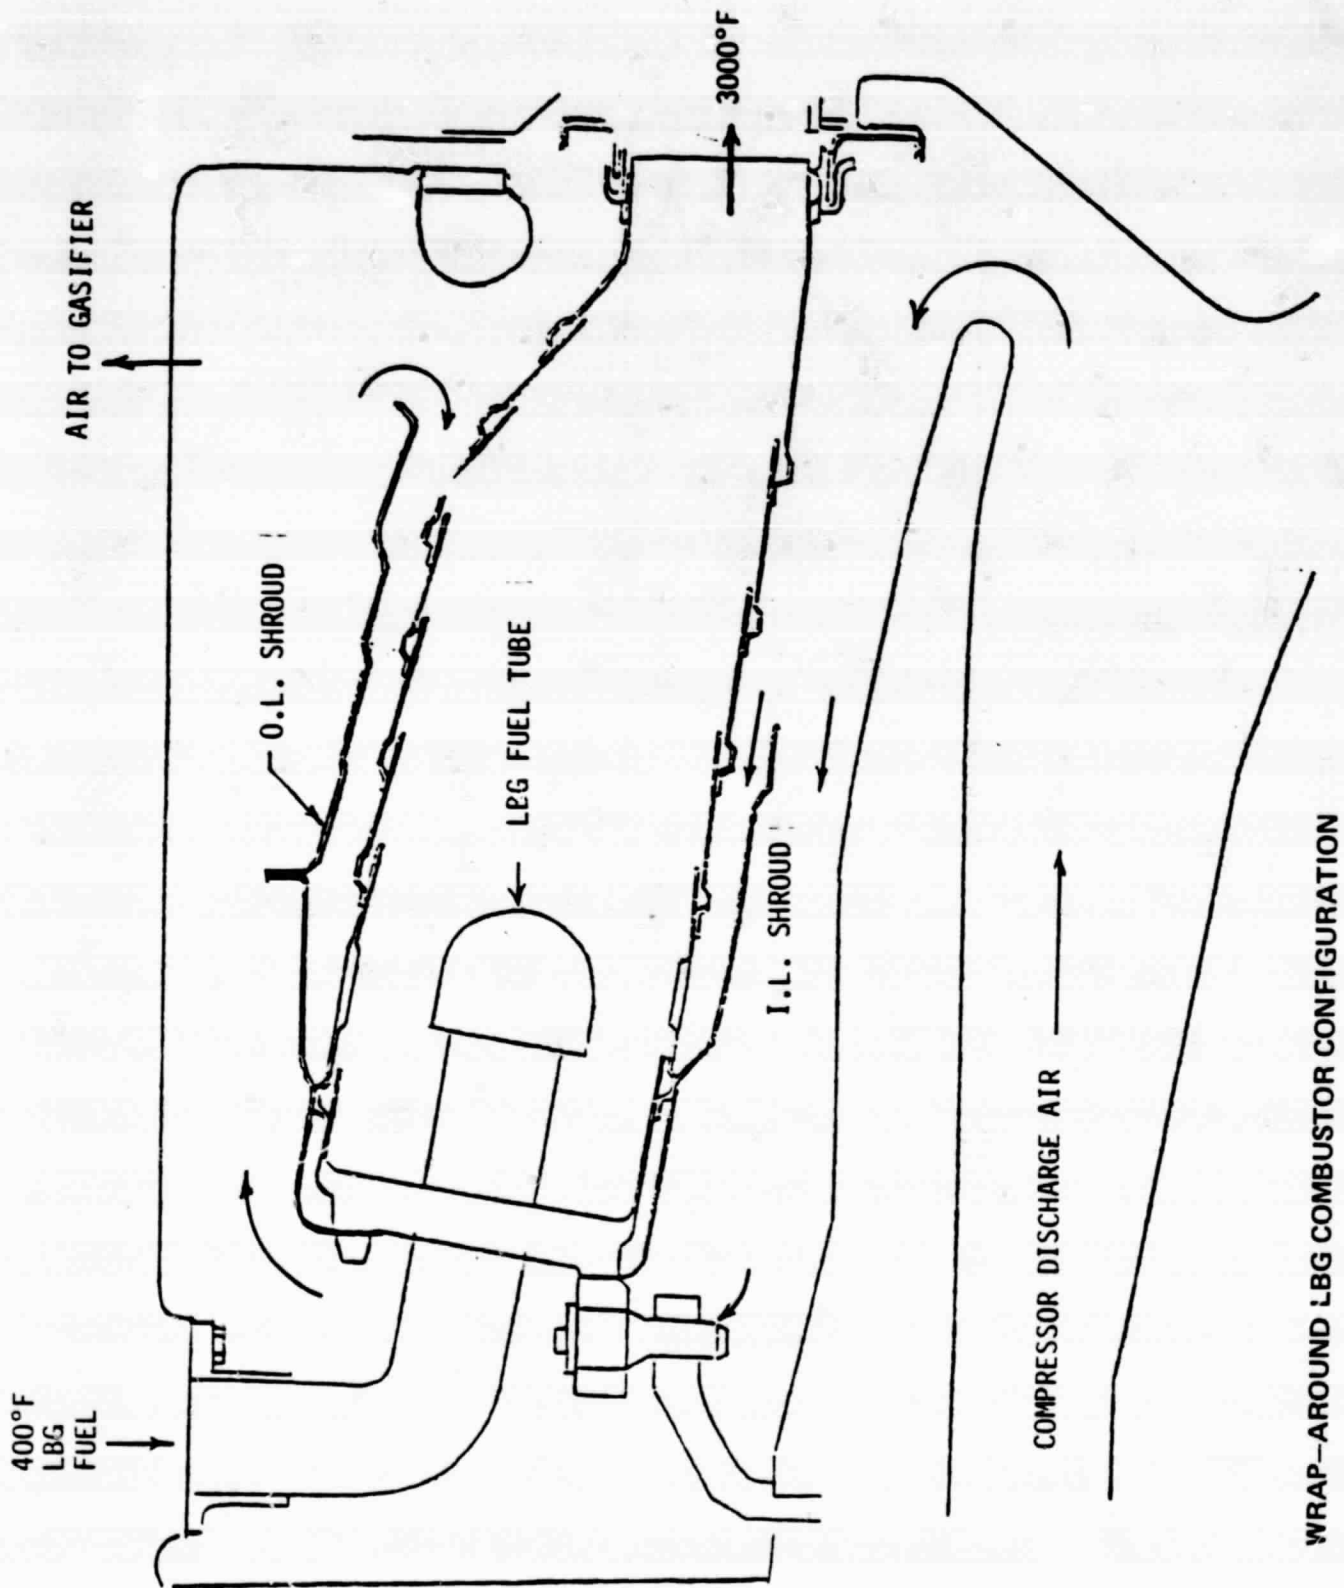 400°F
LBG
FUEL
AIR TO GASIFIER
3000°F
O.L. SHROUD
LBG FUEL TUBE
I.L. SHROUD
COMPRESSOR DISCHARGE AIR
WRAP-AROUND LBG COMBUSTOR CONFIGURATION